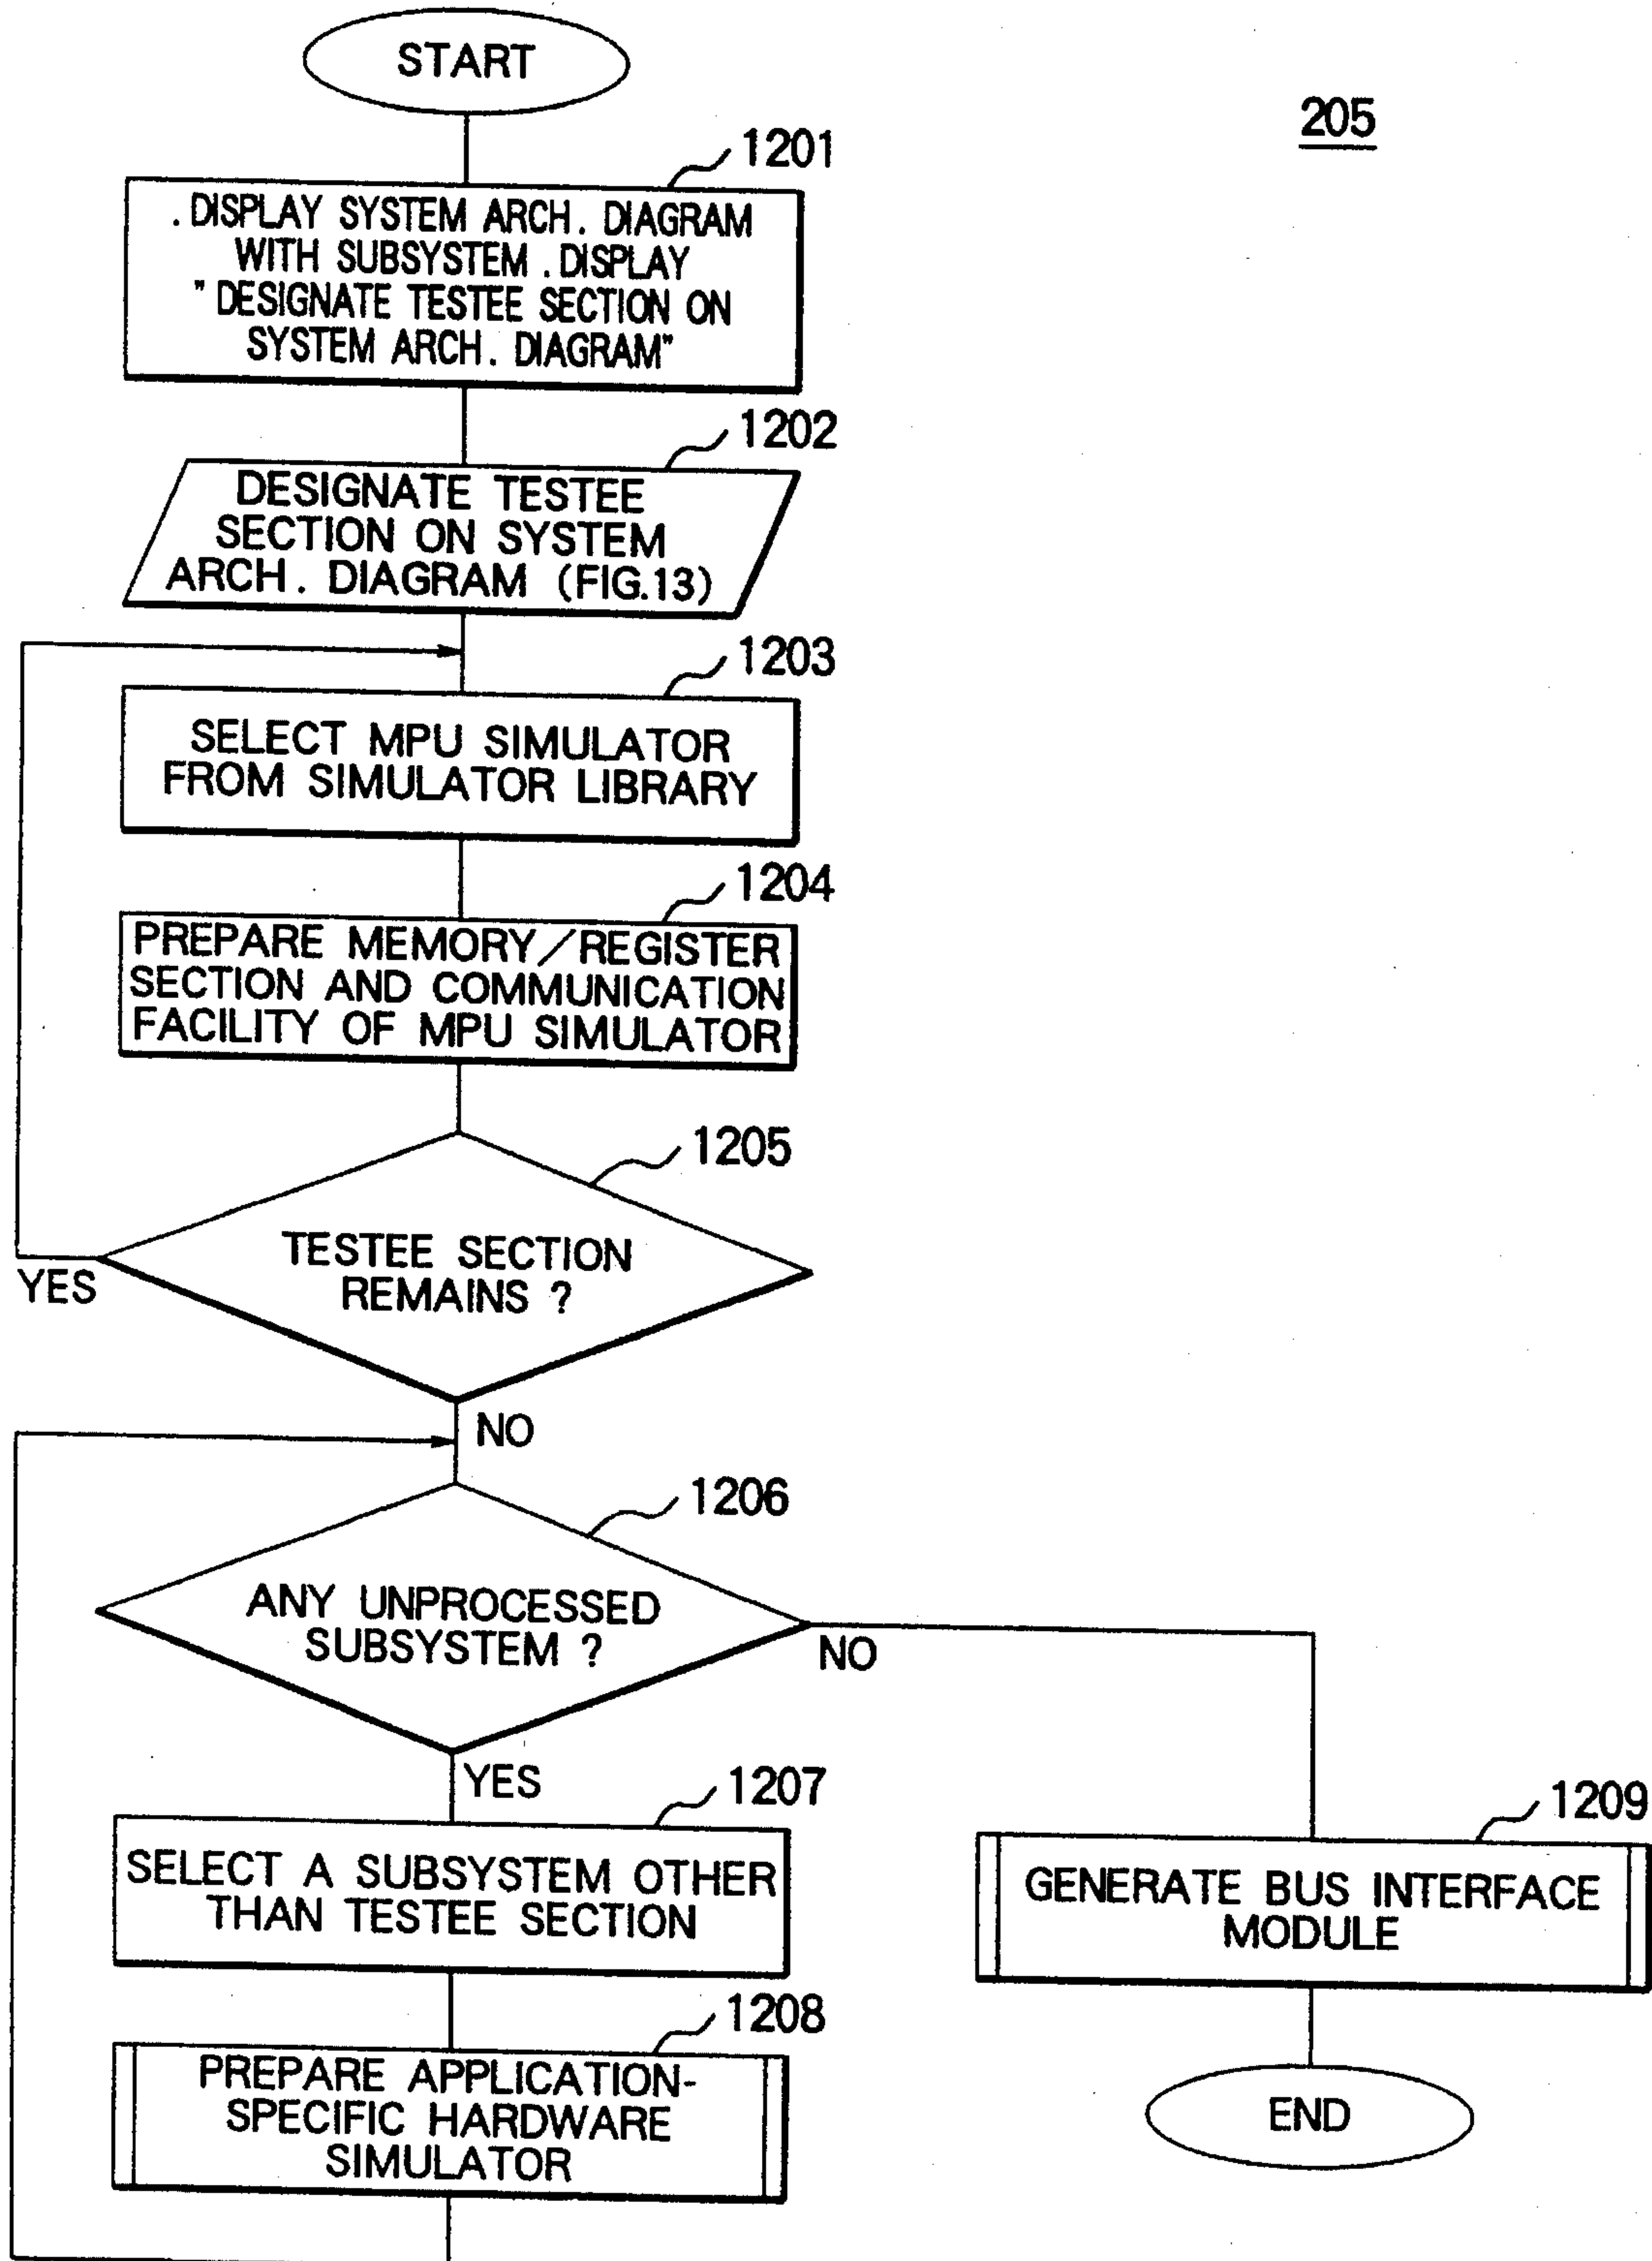 START
205
1201
. DISPLAY SYSTEM ARCH. DIAGRAM
WITH SUBSYSTEM . DISPLAY
" DESIGNATE TESTEE SECTION ON
SYSTEM ARCH. DIAGRAM"
1202
DESIGNATE TESTEE
SECTION ON SYSTEM
ARCH. DIAGRAM (FIG.13)
1203
SELECT MPU SIMULATOR
FROM SIMULATOR LIBRARY
1204
PREPARE MEMORY/REGISTER
SECTION AND COMMUNICATION
FACILITY OF MPU SIMULATOR
1205
TESTEE SECTION
REMAINS ?
YES
NO
1206
ANY UNPROCESSED
SUBSYSTEM ?
NO
YES
1207
SELECT A SUBSYSTEM OTHER
THAN TESTEE SECTION
1208
PREPARE APPLICATION-
SPECIFIC HARDWARE
SIMULATOR
1209
GENERATE BUS INTERFACE
MODULE
END